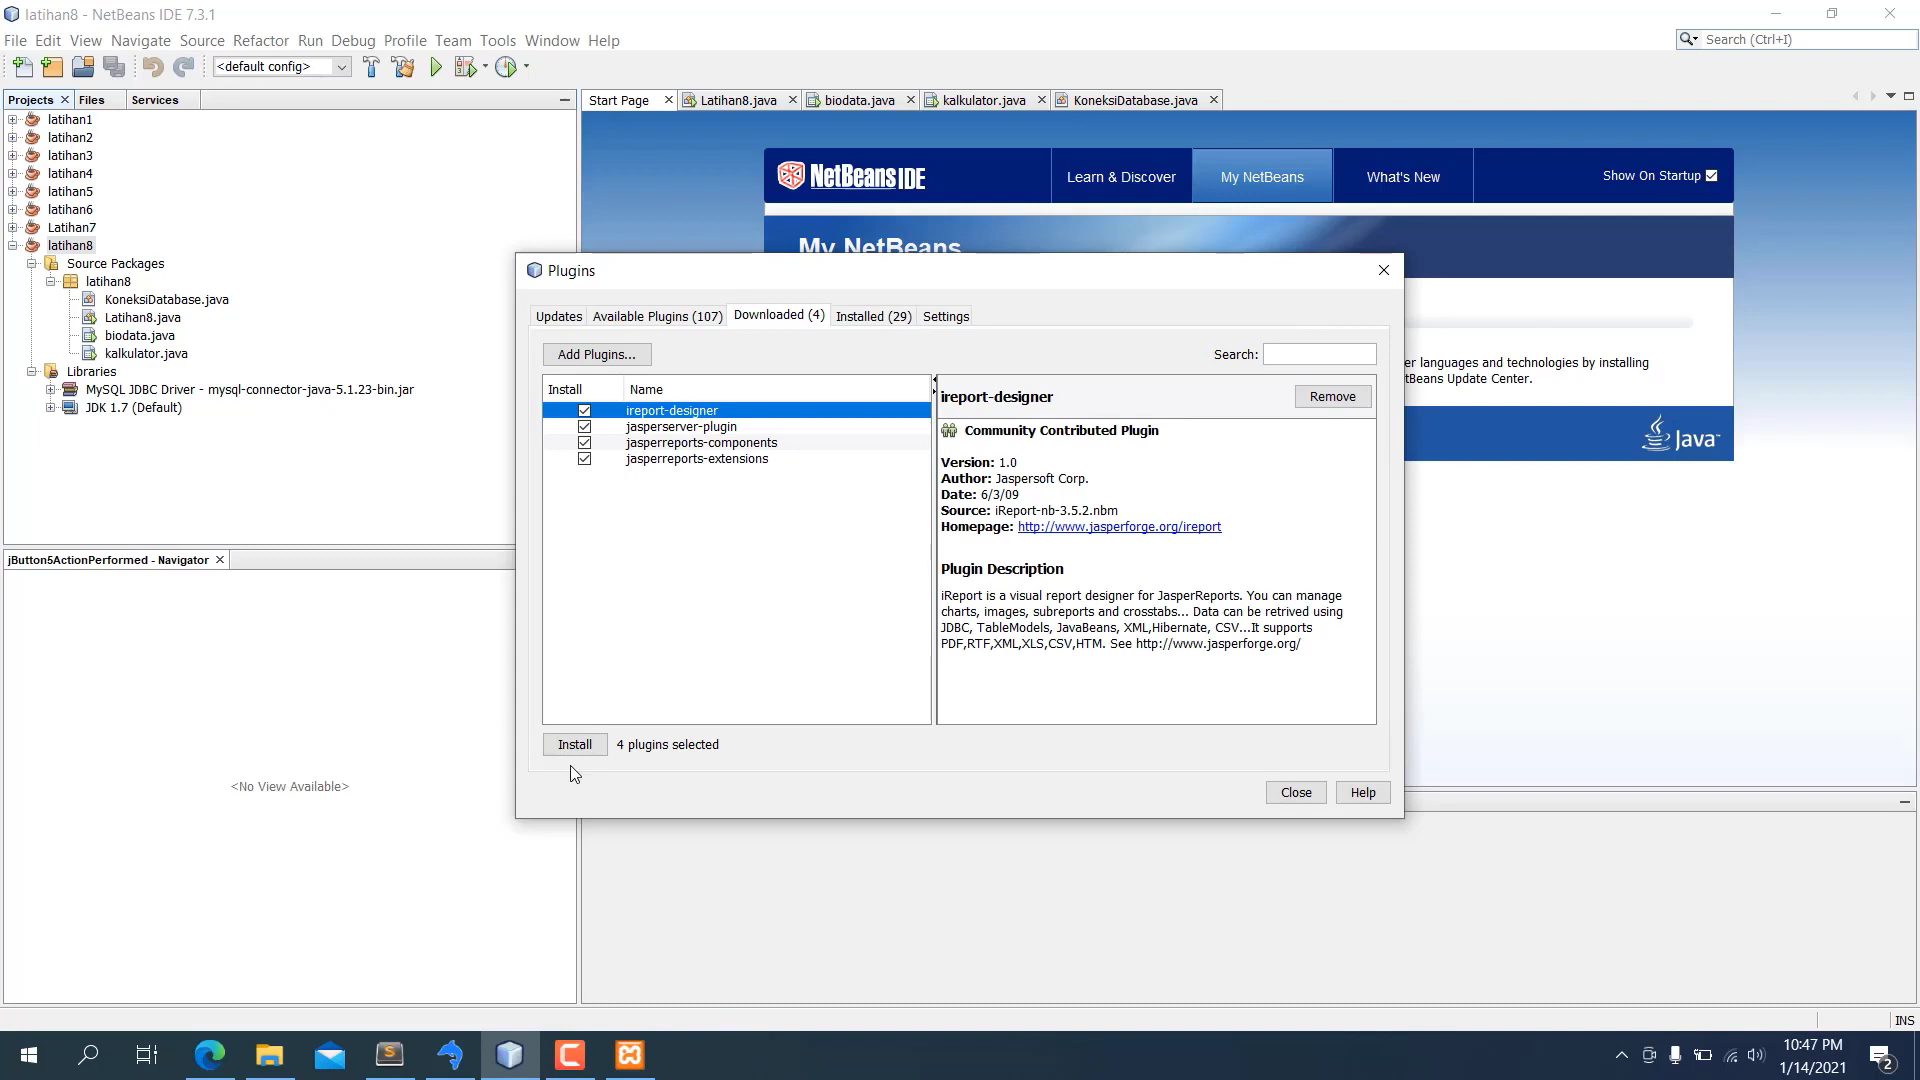 latihan8 - NetBeans IDE 7.3.1
File Edit View Navigate Source Refactor Run Debug Profile Team Tools Window Help
Search (Ctrl+I)
<default config>
Projects Files Services
Start Page Latihan8.java biodata.java kalkulator.java KoneksiDatabase.java
latihan1
latihan2
latihan3
latihan4
latihan5
latihan6
Latihan7
latihan8
Source Packages
latihan8
KoneksiDatabase.java
Latihan8.java
biodata.java
kalkulator.java
Libraries
MySQL JDBC Driver - mysql-connector-java-5.1.23-bin.jar
JDK 1.7 (Default)
jButton5ActionPerformed - Navigator
<No View Available>
NetBeans IDE
Learn & Discover My NetBeans What's New Show On Startup
My NetBeans
er languages and technologies by installing
tBeans Update Center.
Java
Plugins
Updates Available Plugins (107) Downloaded (4) Installed (29) Settings
Add Plugins... Search:
Install Name
ireport-designer
jasperserver-plugin
jasperreports-components
jasperreports-extensions
ireport-designer Remove
Community Contributed Plugin
Version: 1.0
Author: Jaspersoft Corp.
Date: 6/3/09
Source: iReport-nb-3.5.2.nbm
Homepage: http://www.jasperforge.org/ireport
Plugin Description
iReport is a visual report designer for JasperReports. You can manage
charts, images, subreports and crosstabs... Data can be retrived using
JDBC, TableModels, JavaBeans, XML,Hibernate, CSV...It supports
PDF,RTF,XML,XLS,CSV,HTM. See http://www.jasperforge.org/
Install 4 plugins selected
Close Help
INS
10:47 PM
1/14/2021
2